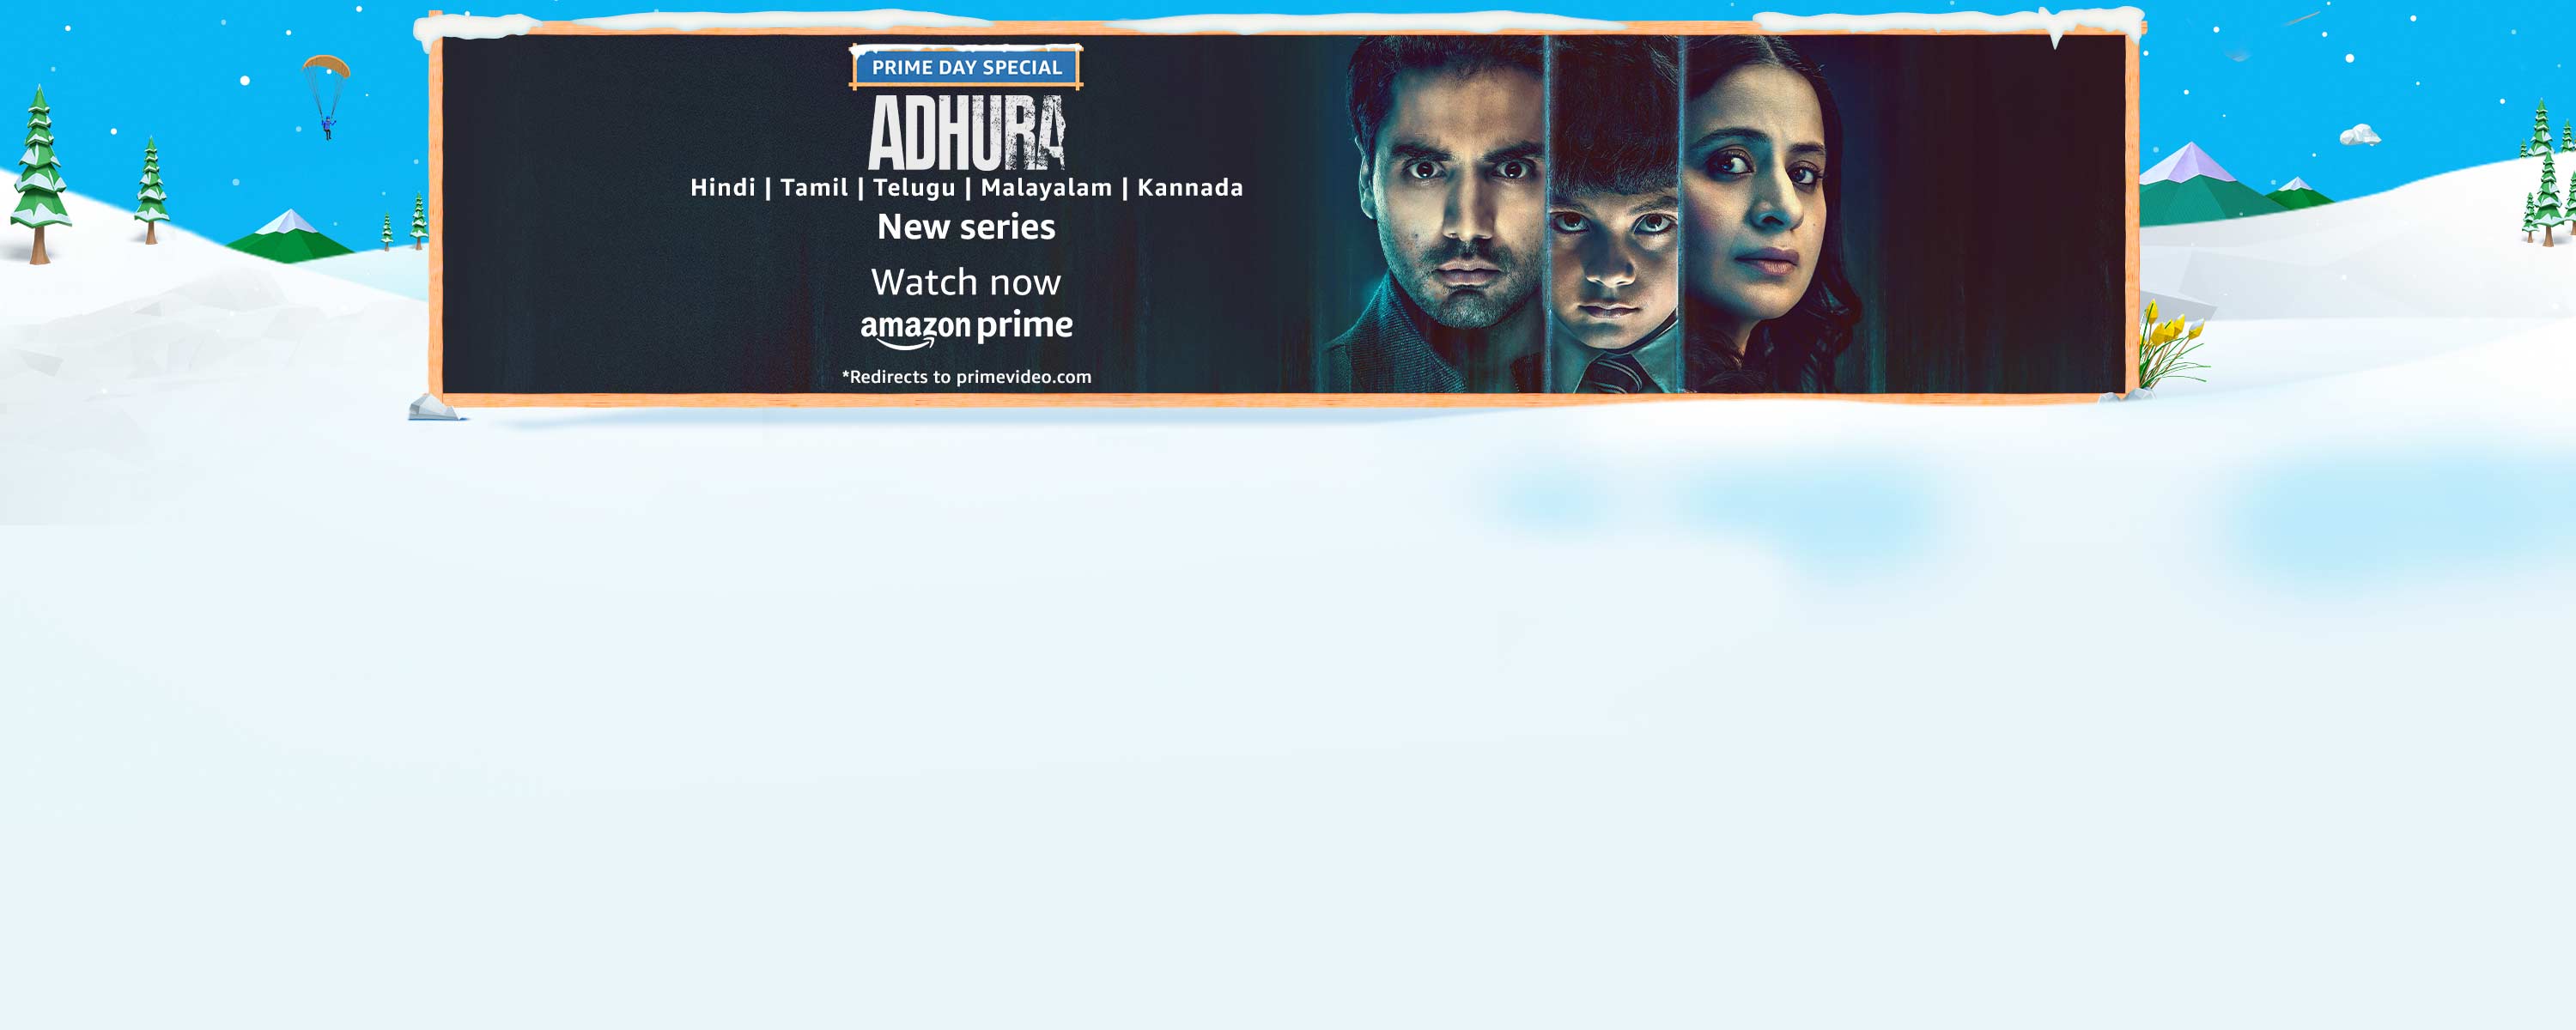 PRIME DAY SPECIAL
ADHURA
Hindi | Tamil | Telugu | Malayalam | Kannada
New series
Watch now
amazon prime
*Redirects to primevideo.com